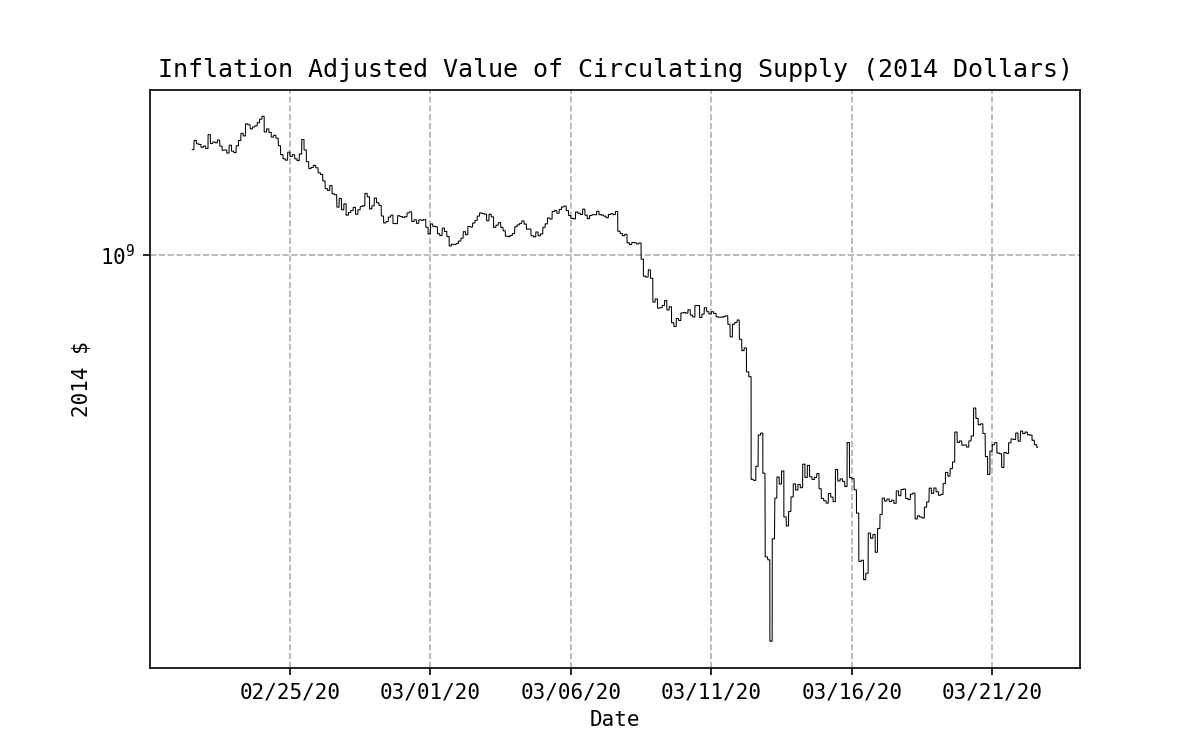 Inflation Adjusted Value of Circulating Supply (2014 Dollars)
10⁹
2014 $
02/25/20 03/01/20 03/06/20 03/11/20 03/16/20 03/21/20
Date